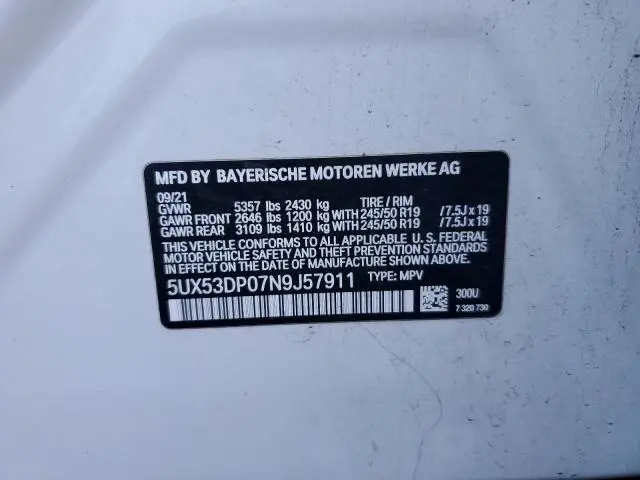 MFD BY BAYERISCHE MOTOREN WERKE AG
09/21 TIRE / RIM
GVWR 5357 lbs 2430 kg
GAWR FRONT 2646 lbs 1200 kg WITH 245/50 R19 / 7.5J x 19
GAWR REAR 3109 lbs 1410 kg WITH 245/50 R19 / 7.5J x 19
THIS VEHICLE CONFORMS TO ALL APPLICABLE U. S. FEDERAL
MOTOR VEHICLE SAFETY, BUMPER, AND THEFT PREVENTION STANDARDS
IN EFFECT ON THE DATE OF MANUFACTURE SHOWN ABOVE.
5UX53DP07N9J57911 TYPE: MPV
300U
7 320 730